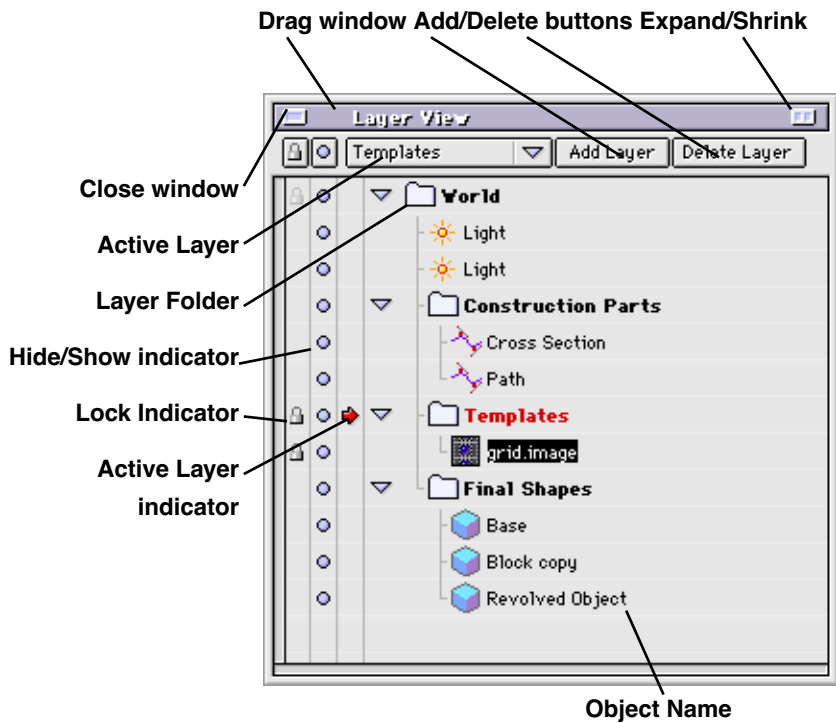 Drag window Add/Delete buttons Expand/Shrink
Layer View
Templates Add Layer Delete Layer
Close window
World
Active Layer
Light
Light
Layer Folder
Construction Parts
Hide/Show indicator
Cross Section
Path
Lock Indicator
Templates
Active Layer
indicator
grid.image
Final Shapes
Base
Block copy
Revolved Object
Object Name